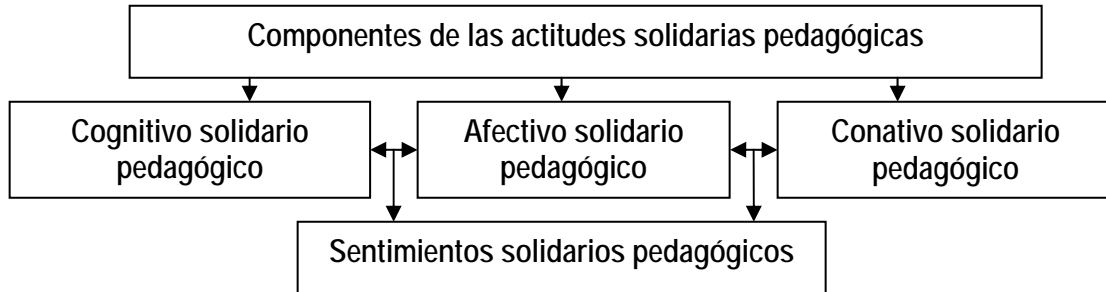 Componentes de las actitudes solidarias pedagógicas
Cognitivo solidario
pedagógico
Afectivo solidario
pedagógico
Conativo solidario
pedagógico
Sentimientos solidarios pedagógicos